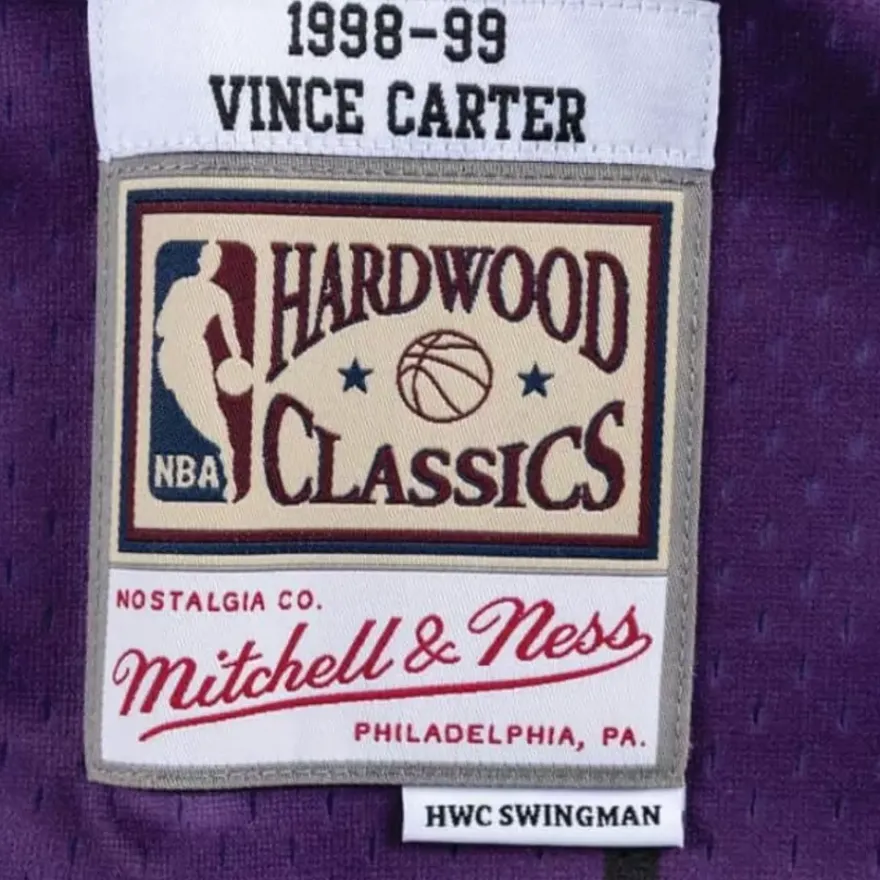 1998-99
VINCE CARTER
HARDWOOD
CLASSICS
NBA
NOSTALGIA CO.
Mitchell & Ness
PHILADELPHIA, PA.
HWC SWINGMAN